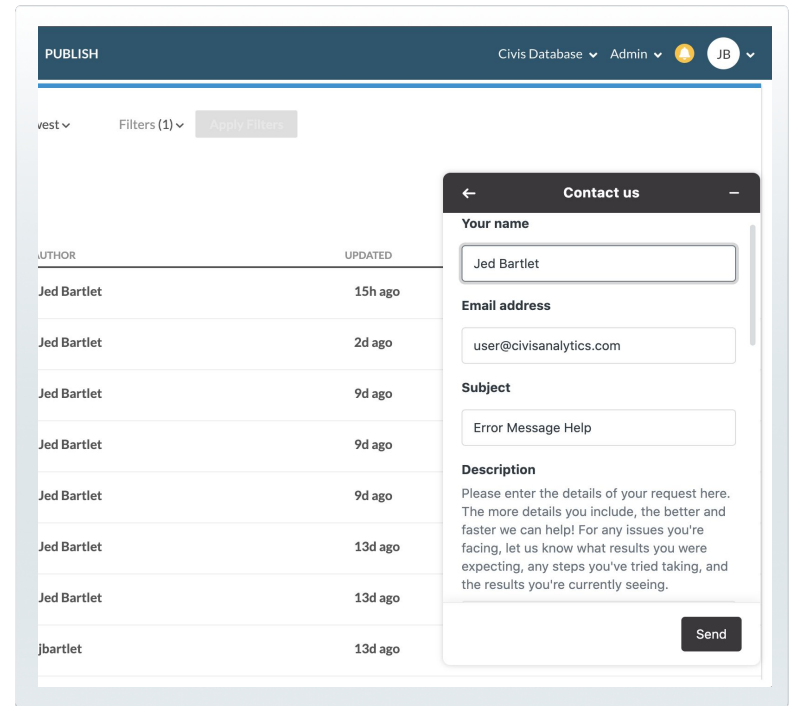 PUBLISH
Civis Database
Admin
JB
Filters (1)
Apply Filters
Contact us
Your name
UPDATED
Jed Bartlet
Jed Bartlet
15h ago
Email address
Jed Bartlet
2d ago
user@civisanalytics.com
Subject
Jed Bartlet
9d ago
Error Message Help
Jed Bartlet
9d ago
Description
Please enter the details of your request here.
Jed Bartlet
9d ago
The more details you include, the better and
faster we can help! For any issues you're
Jed Bartlet
13d ago
facing, let us know what results you were
expecting, any steps you've tried taking, and
the results you're currently seeing.
Jed Bartlet
13d ago
Send
jbartlet
13d ago